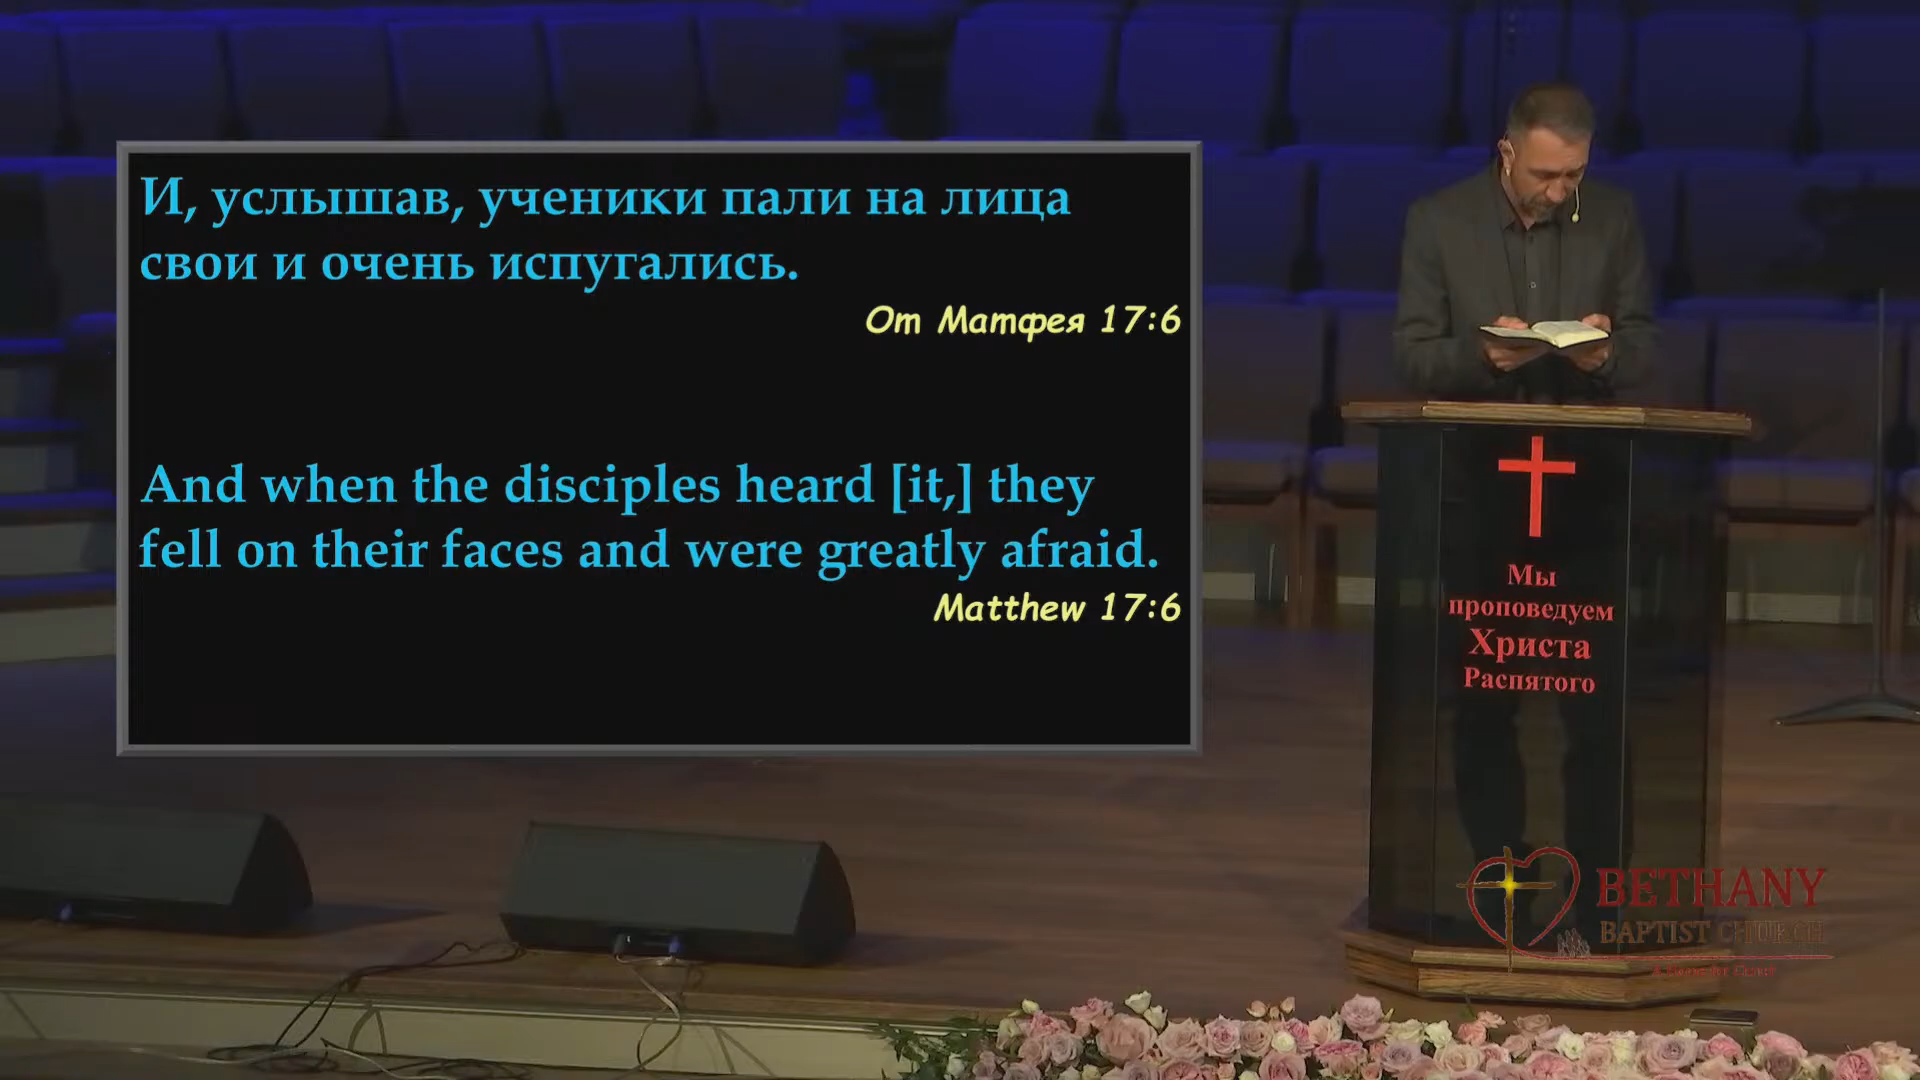 И, услышав, ученики пали на лица
свои и очень испугались.
От Матфея 17:6
And when the disciples heard [it,] they
fell on their faces and were greatly afraid.
Matthew 17:6
Мы
проповедуем
Христа
Распятого
BETHANY
BAPTIST CHURCH